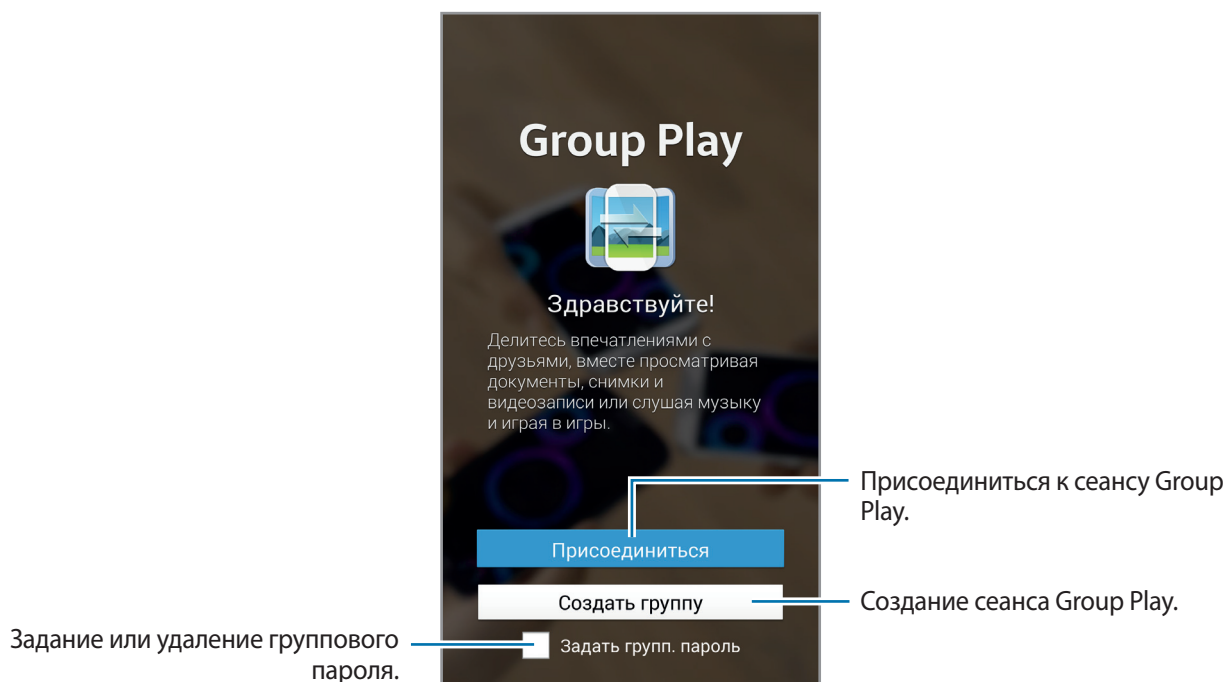 Group Play
Здравствуйте!
Делитесь впечатлениями с
друзьями, вместе просматривая
документы, снимки и
видеозаписи или слушая музыку
и играя в игры.
Присоединиться к сеансу Group
Play.
Присоединиться
Создать группу
Создание сеанса Group Play.
Задание или удаление группового
пароля.
Задать групп. пароль